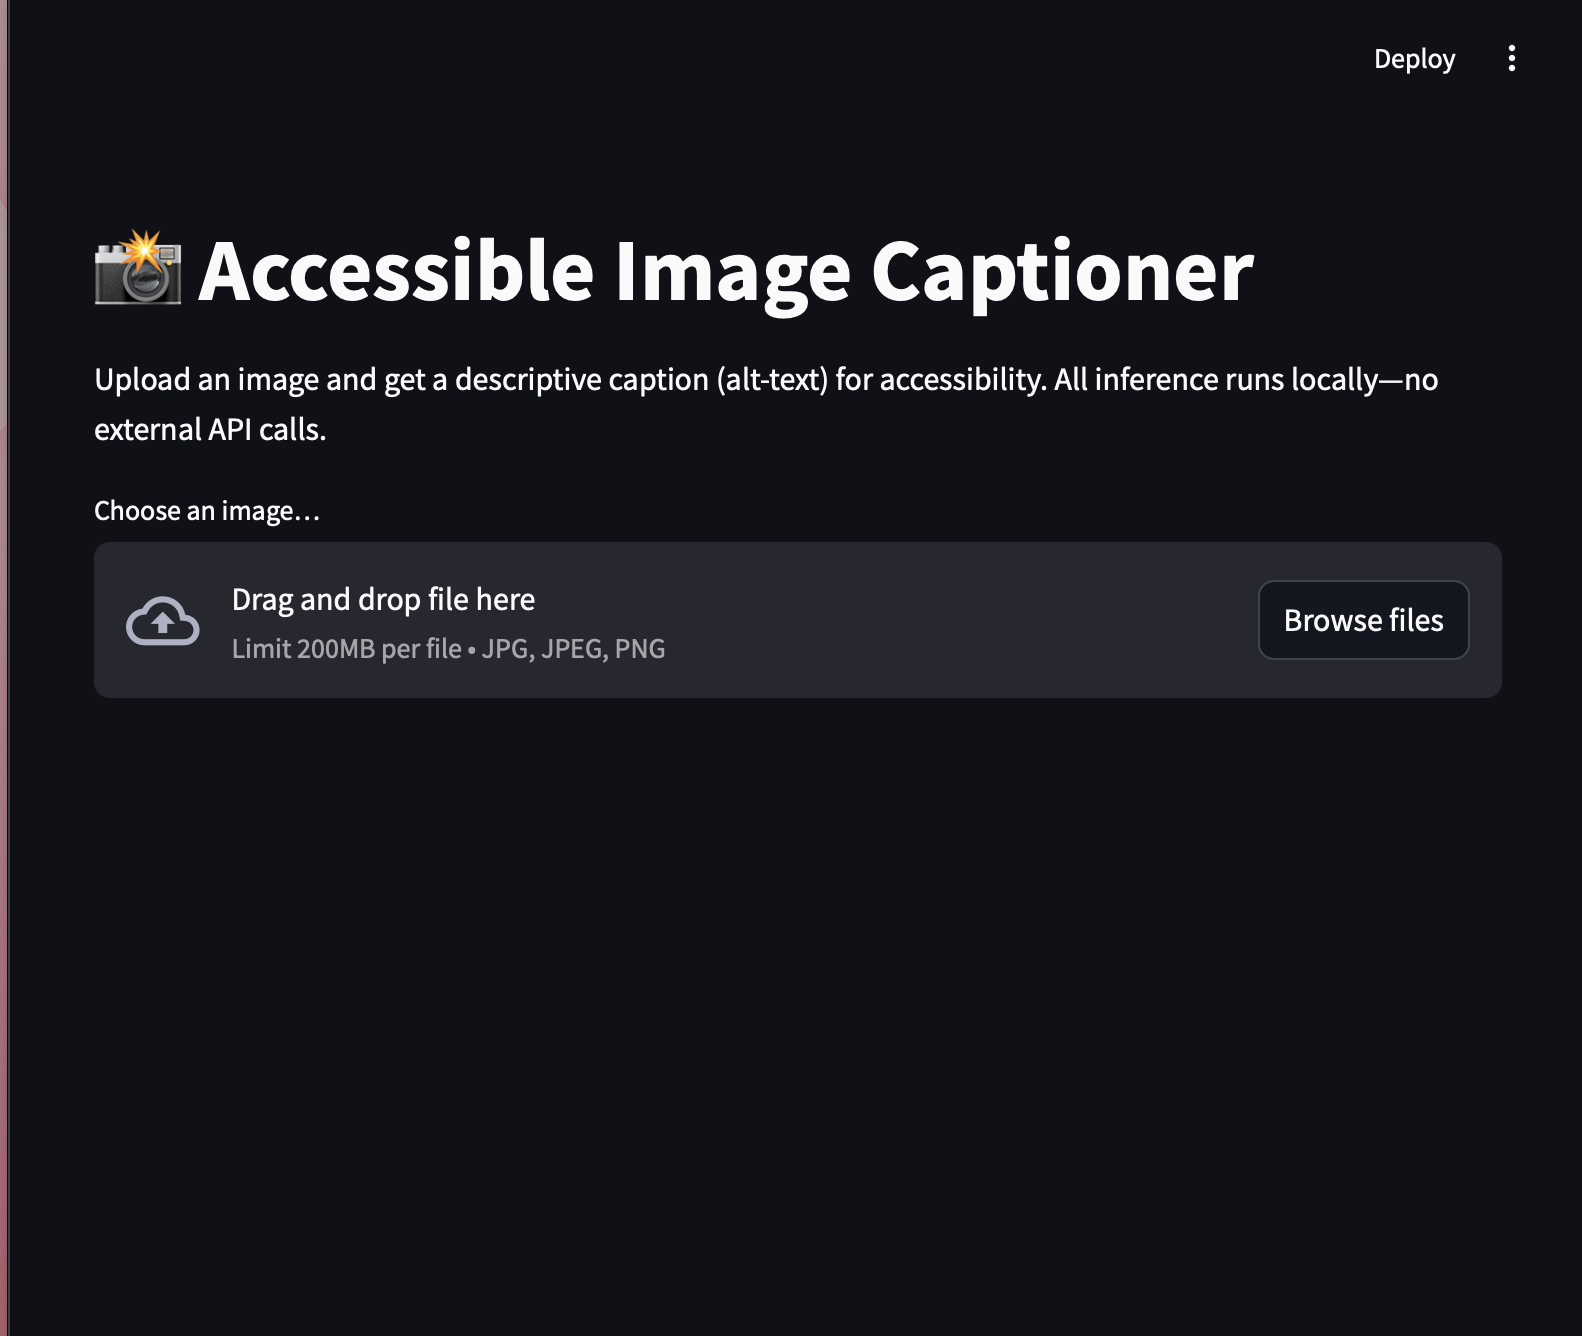 Deploy
Accessible Image Captioner
Upload an image and get a descriptive caption (alt-text) for accessibility. All inference runs locally—no
external API calls.
Choose an image…
Drag and drop file here
Limit 200MB per file • JPG, JPEG, PNG
Browse files